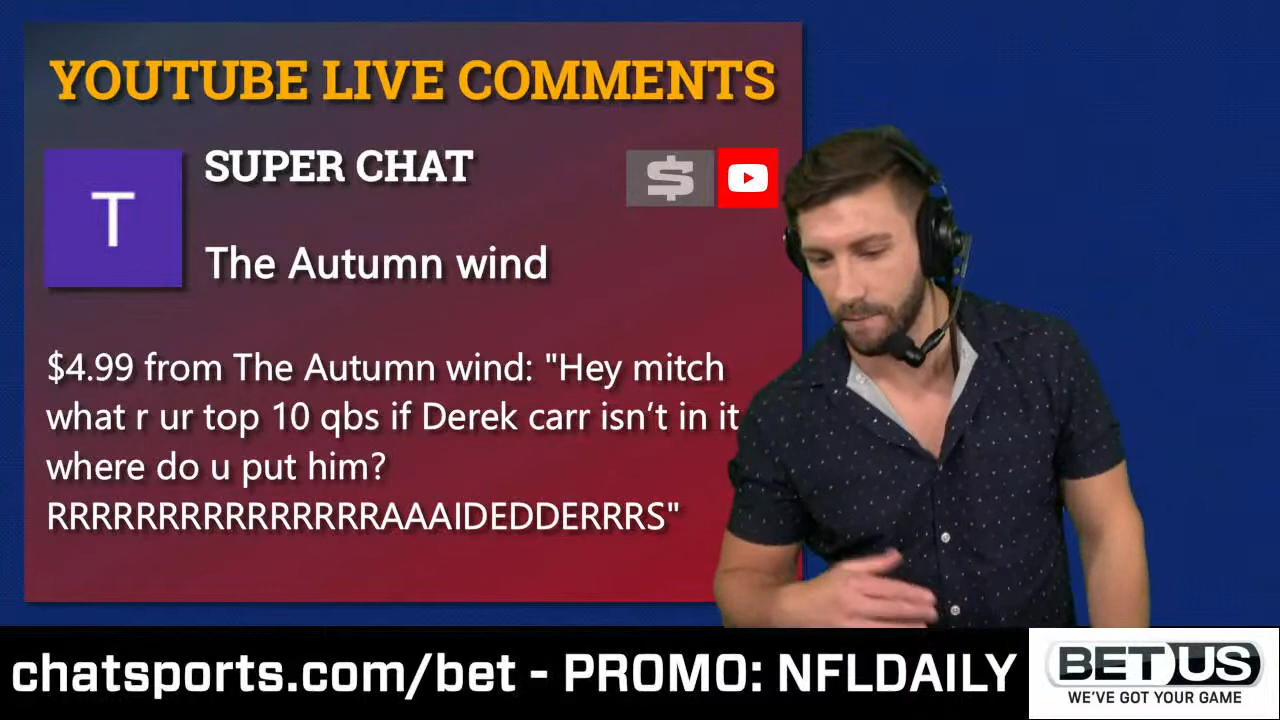 YOUTUBE LIVE COMMENTS
SUPER CHAT
$
T
The Autumn wind
$4.99 from The Autumn wind: "Hey mitch
what r ur top 10 qbs if Derek carr isn’t in it
where do u put him?
RRRRRRRRRRRRRRRAAAIDEDDERRRS"
chatsports.com/bet - PROMO: NFLDAILY
BETUS
WE'VE GOT YOUR GAME